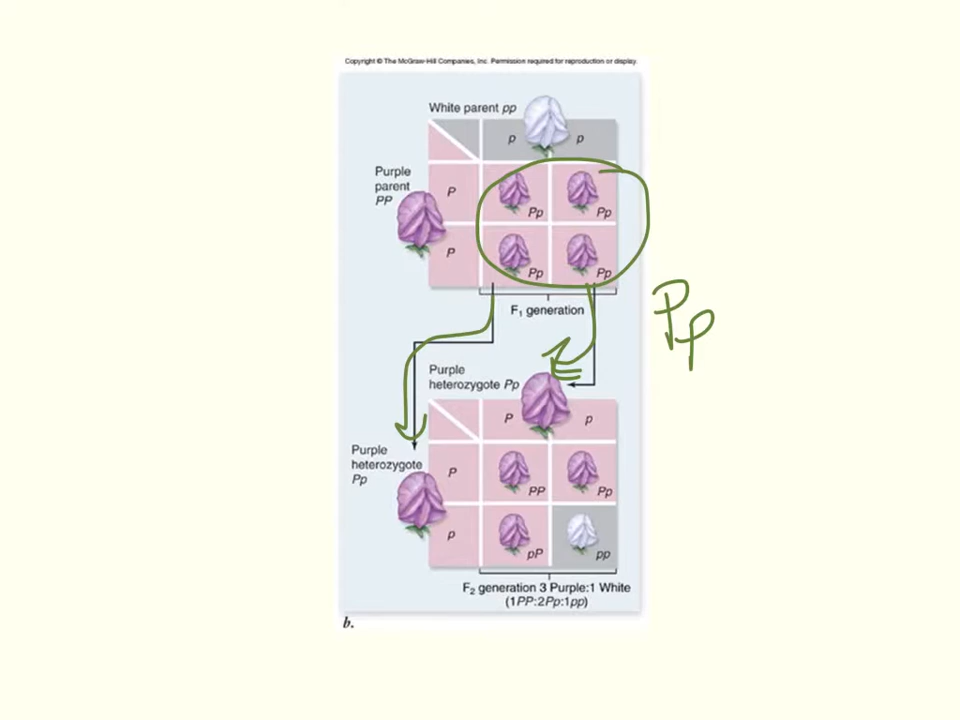 Copyright © The McGraw-Hill Companies, Inc. Permission required for reproduction or display.
White parent pp
p p
Purple
parent
PP
P
Pp Pp
P
Pp Pp
F₁ generation
Pp
Purple
heterozygote Pp
P p
Purple
heterozygote
Pp
P
PP Pp
p
pP pp
F₂ generation 3 Purple:1 White
(1PP:2Pp:1pp)
b.